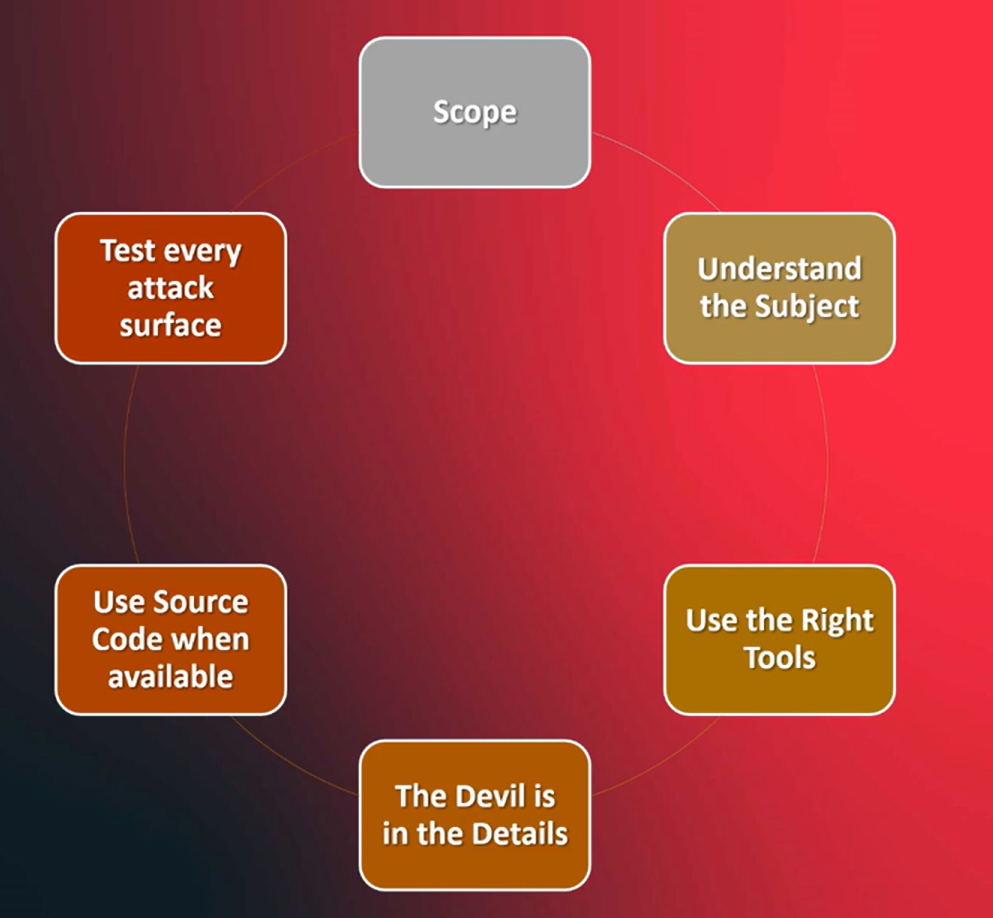 Scope
Understand
the Subject
Use the Right
Tools
The Devil is
in the Details
Use Source
Code when
available
Test every
attack
surface